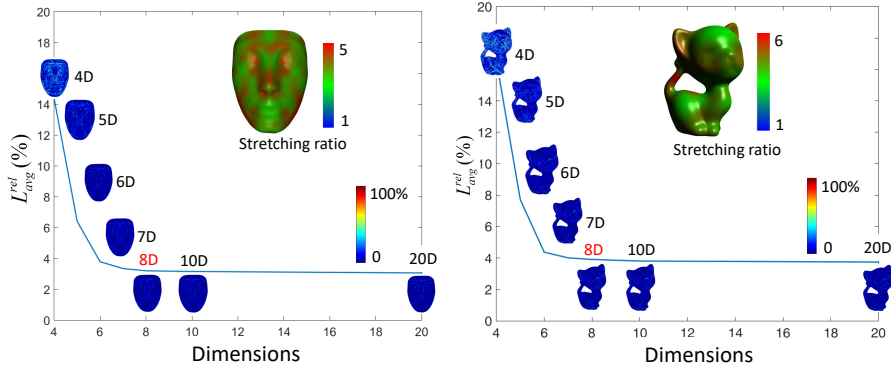 20
18
16
14
12
10
8
6
4
2
0
4 6 8 10 12 14 16 18 20
L^{rel}_{avg}(%)
Dimensions
4D
5D
6D
7D
8D
10D
20D
5
1
Stretching ratio
100%
0
20
18
16
14
12
10
8
6
4
2
0
4 6 8 10 12 14 16 18 20
L^{rel}_{avg}(%)
Dimensions
4D
5D
6D
7D
8D
10D
20D
6
1
Stretching ratio
100%
0